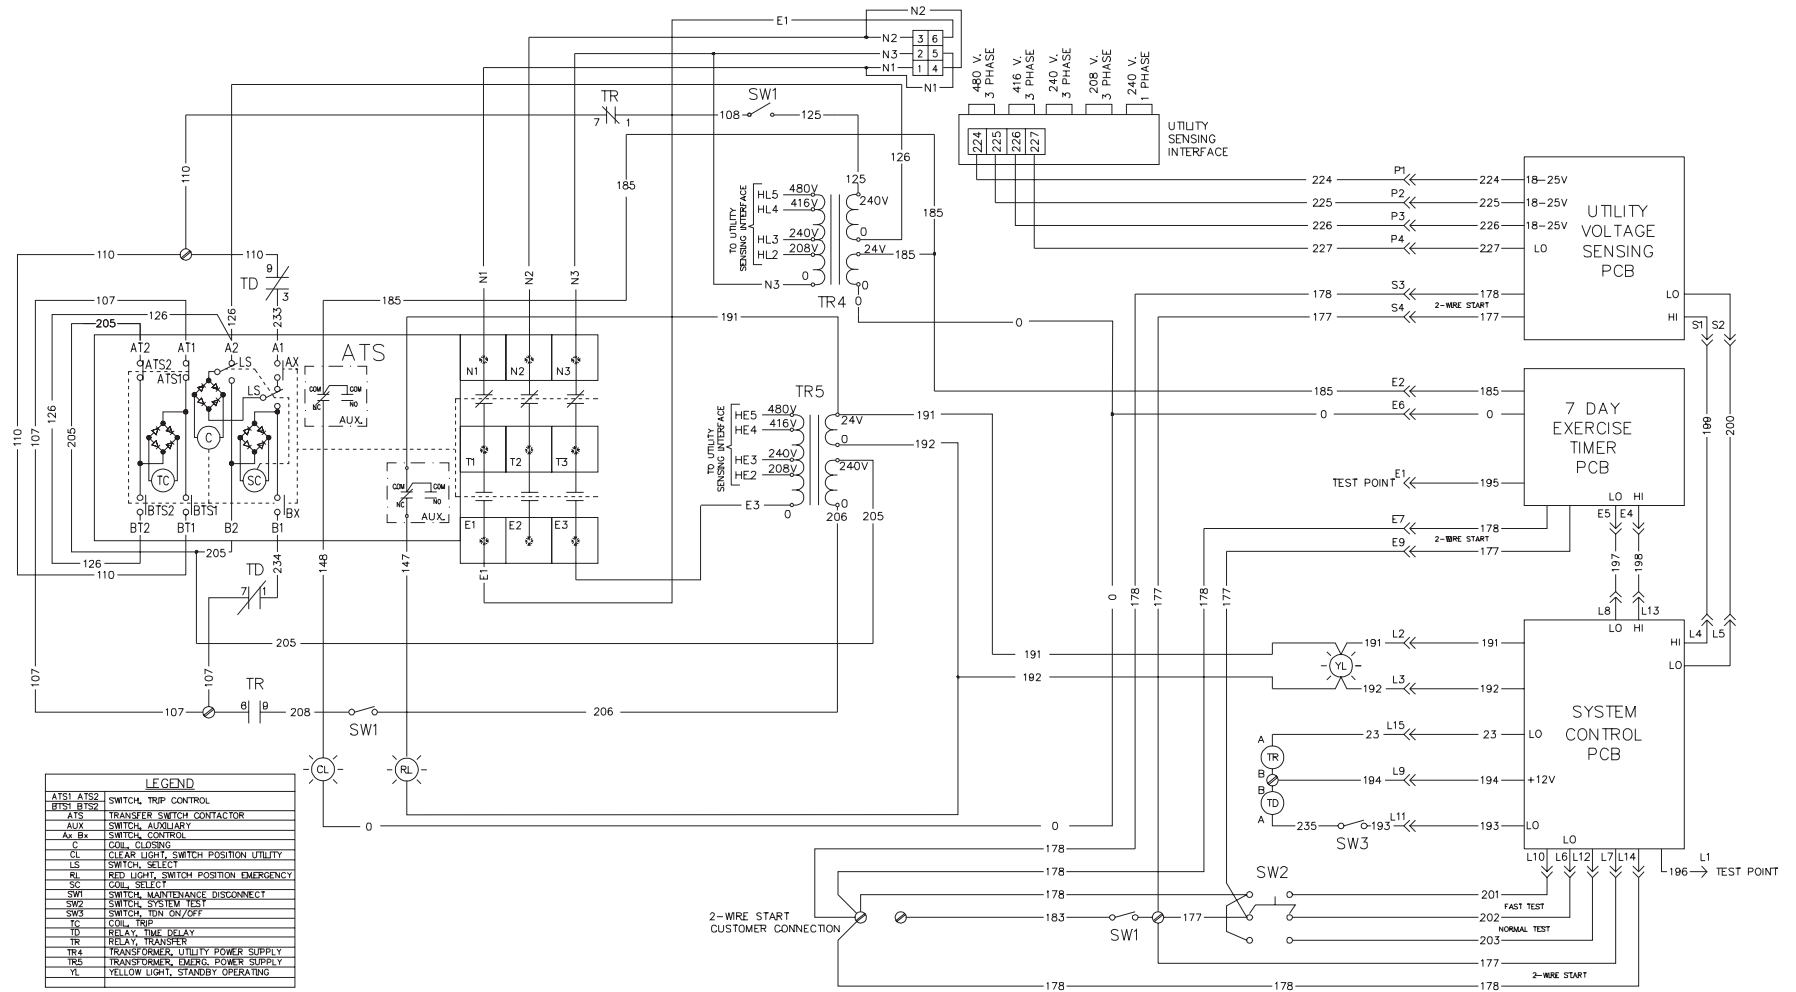 N2
E1
N2 3 6
N3 2 5
N1 1 4
N1
480 V. 3 PHASE
416 V. 3 PHASE
240 V. 3 PHASE
208 V. 3 PHASE
240 V. 1 PHASE
224 225 226 227
UTILITY
SENSING
INTERFACE
TR
7 1
SW1
108 125
110
185
126
125
185
TO UTILITY
SENSING INTERFACE
HL5 480V
HL4 416V
HL3 240V
HL2 208V
N3 0
240V
0
24V 185
0
TR4 0
0
224 P1 224 18-25V
225 P2 225 18-25V
226 P3 226 18-25V
227 P4 227 LO
UTILITY
VOLTAGE
SENSING
PCB
178 S3 178
2-WIRE START
177 S4 177
LO
HI
S1 S2
199
200
110 110
9
TD
3
107
126
205
126
233
185
191
N1 N2 N3
AT2 AT1 A2 A1
ATS2
ATS1
LS
AX
LS
ATS
COM COM
NC NO
AUX.
N1 N2 N3
T1 T2 T3
E1 E2 E3
C
TC
SC
COM COM
NC NO
AUX.
BTS2 BTS1 BX
BT2 BT1 B2 B1
110
107
126
205
205
126
110
TD
7 1
234
148
147
E1
205
TR5
TO UTILITY
SENSING INTERFACE
HE5 480V
HE4 416V
HE3 240V
HE2 208V
E3 0
24V 191
0 192
240V
0
206 205
185 E2 185
0 E6 0
7 DAY
EXERCISE
TIMER
PCB
TEST POINT E1 195
LO HI
E5 E4
E7 178
2-WIRE START
E9 177
197 198
L8 L13
LO HI
0 178 177 178 177
107 107
TR
6 9
107 208
SW1
206
191
192
YL
191 L2 191
192 L3 192
HI L4 L5
LO
SYSTEM
CONTROL
PCB
A
TR
B
B
TD
A
23 L15 23 LO
194 L9 194 +12V
235 SW3 193 L11 193 LO
LO
L10 L6 L12 L7 L14
196 L1 TEST POINT
CL
RL
0
0
178
178
178
SW2
201
FAST TEST
202
NORMAL TEST
203
2-WIRE START
CUSTOMER CONNECTION
183
SW1
177
177
2-WIRE START
178 178 178
LEGEND
ATS1 ATS2
BTS1 BTS2 SWITCH, TRIP CONTROL
ATS TRANSFER SWITCH CONTACTOR
AUX SWITCH, AUXILIARY
Ax Bx SWITCH, CONTROL
C COIL, CLOSING
CL CLEAR LIGHT, SWITCH POSITION UTILITY
LS SWITCH, SELECT
RL RED LIGHT, SWITCH POSITION EMERGENCY
SC COIL, SELECT
SW1 SWITCH, MAINTENANCE DISCONNECT
SW2 SWITCH, SYSTEM TEST
SW3 SWITCH, TDN ON/OFF
TC COIL, TRIP
TD RELAY, TIME DELAY
TR RELAY, TRANSFER
TR4 TRANSFORMER, UTILITY POWER SUPPLY
TR5 TRANSFORMER, EMERG. POWER SUPPLY
YL YELLOW LIGHT, STANDBY OPERATING